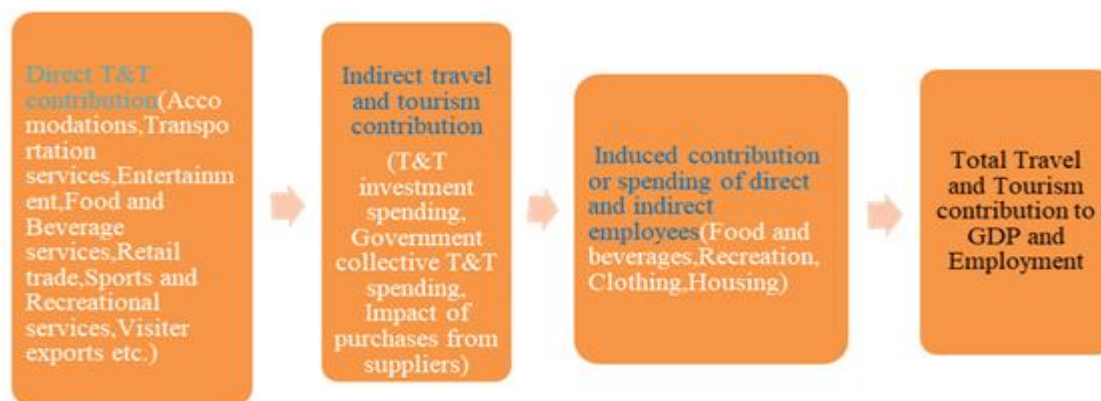 Direct T&T
contribution(Acco
modations,Transpo
rtation
services,Entertainm
ent,Food and
Beverage
services,Retail
trade,Sports and
Recreational
services,Visiter
exports etc.)
Indirect travel
and tourism
contribution
(T&T
investment
spending,
Government
collective T&T
spending,
Impact of
purchases from
suppliers)
Induced contribution
or spending of direct
and indirect
employees(Food and
beverages,Recreation,
Clothing,Housing)
Total Travel
and Tourism
contribution to
GDP and
Employment